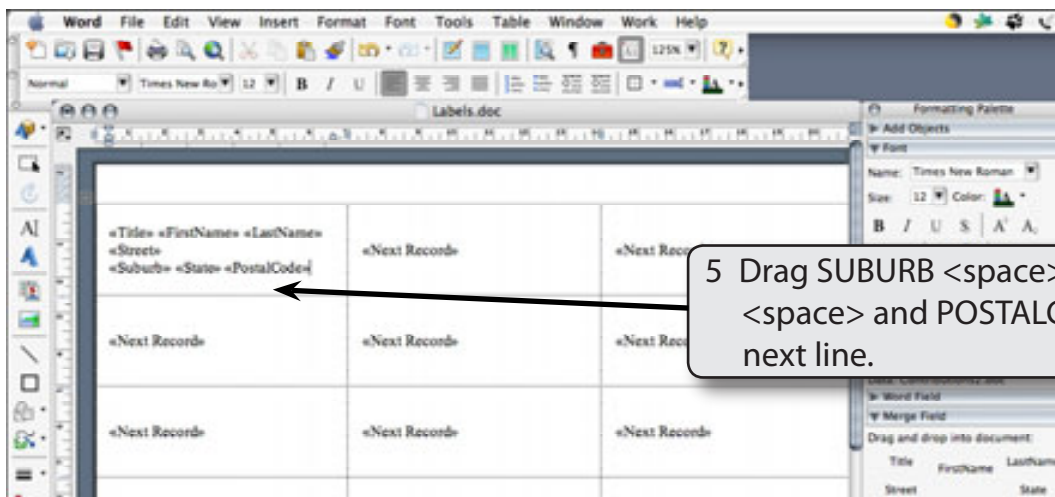 Word File Edit View Insert Format Font Tools Table Window Work Help
125%
Normal Times New Ro 12 B I U
Labels.doc
Formatting Palette
Add Objects
Font
Name: Times New Roman
Size: 12 Color:
B I U S A A
«Title» «FirstName» «LastName»
«Street»
«Suburb» «State» «PostalCode»
«Next Record»
«Next Record»
«Next Record»
«Next Record»
«Next Reco
«Next Record»
«Next Record»
«Next Record»
5 Drag SUBURB <space>
<space> and POSTALC
next line.
Word Field
Merge Field
Drag and drop into document:
Title FirstName LastName
Street State